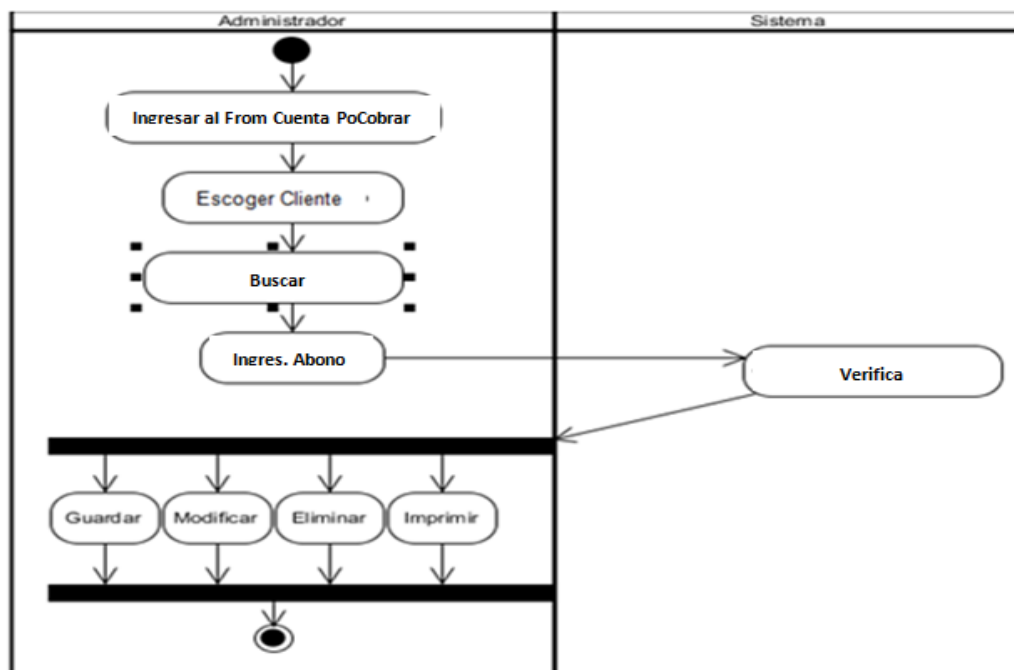 Administrador
Sistema
Ingresar al From Cuenta PoCobrar
Escoger Cliente
Buscar
Ingres. Abono
Verifica
Guardar
Modificar
Eliminar
Imprimir